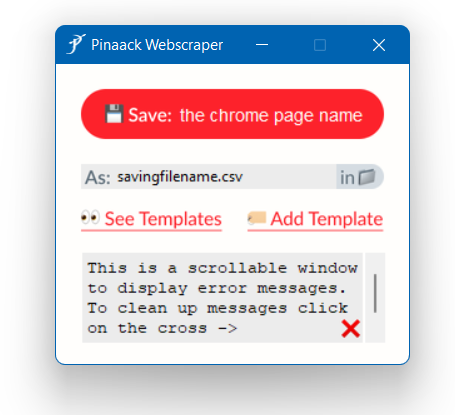 Pinaack Webscraper
Save: the chrome page name
As: savingfilename.csv in
See Templates Add Template
This is a scrollable window
to display error messages.
To clean up messages click
on the cross ->